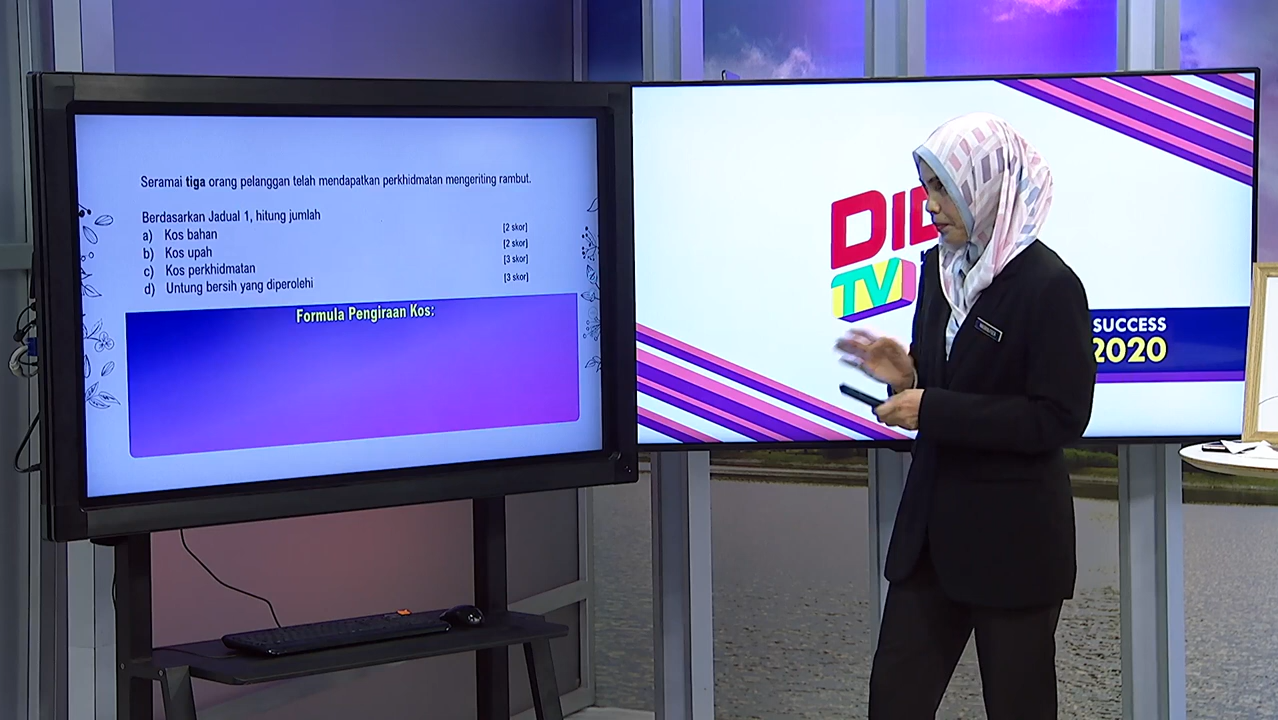 Seramai tiga orang pelanggan telah mendapatkan perkhidmatan mengeriting rambut.
Berdasarkan Jadual 1, hitung jumlah
a) Kos bahan [2 skor]
b) Kos upah [2 skor]
c) Kos perkhidmatan [3 skor]
d) Untung bersih yang diperolehi [3 skor]
Formula Pengiraan Kos:
TV
SUCCESS
2020